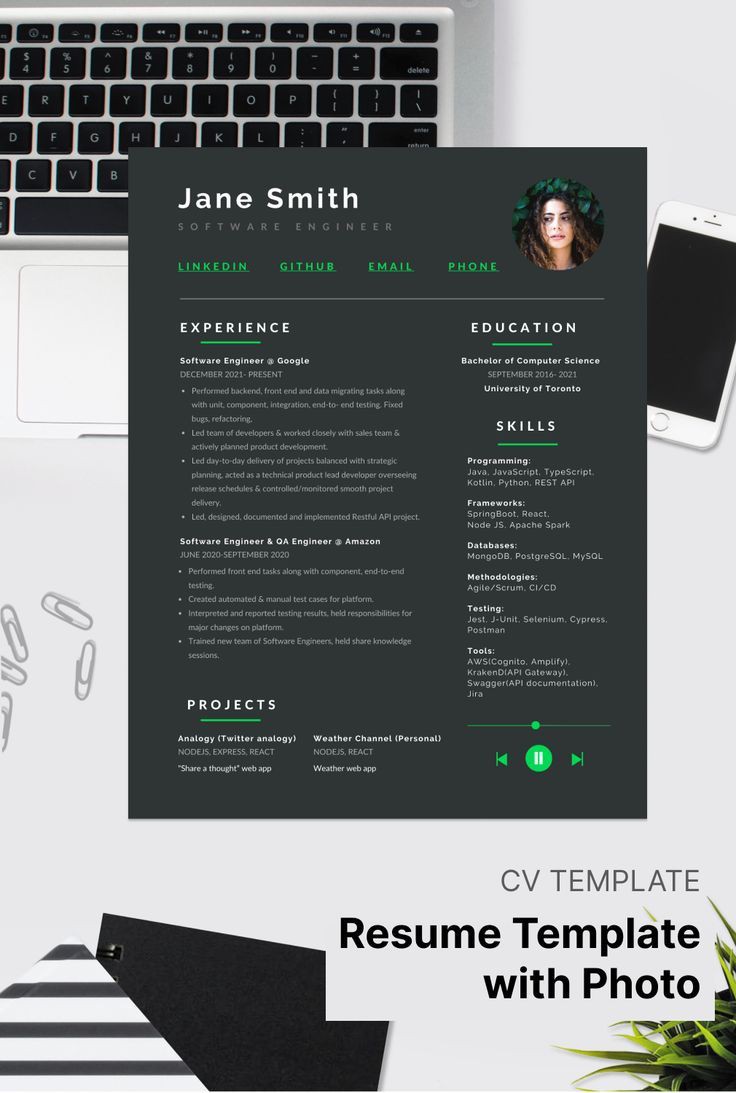 Jane Smith
SOFTWARE ENGINEER
LINKEDIN GITHUB EMAIL PHONE
EXPERIENCE
Software Engineer @ Google
DECEMBER 2021- PRESENT
• Performed backend, front end and data migrating tasks along
with unit, component, integration, end-to- end testing. Fixed
bugs, refactoring.
• Led team of developers & worked closely with sales team &
actively planned product development.
• Led day-to-day delivery of projects balanced with strategic
planning, acted as a technical product lead developer overseeing
release schedules & controlled/monitored smooth project
delivery.
• Led, designed, documented and implemented Restful API project.
Software Engineer & QA Engineer @ Amazon
JUNE 2020-SEPTEMBER 2020
• Performed front end tasks along with component, end-to-end
testing.
• Created automated & manual test cases for platform.
• Interpreted and reported testing results, held responsibilities for
major changes on platform.
• Trained new team of Software Engineers, held share knowledge
sessions.
PROJECTS
Analogy (Twitter analogy)
NODEJS, EXPRESS, REACT
"Share a thought" web app
Weather Channel (Personal)
NODEJS, REACT
Weather web app
EDUCATION
Bachelor of Computer Science
SEPTEMBER 2016- 2021
University of Toronto
SKILLS
Programming:
Java, JavaScript, TypeScript,
Kotlin, Python, REST API
Frameworks:
SpringBoot, React,
Node JS. Apache Spark
Databases:
MongoDB, PostgreSQL, MySQL
Methodologies:
Agile/Scrum, CI/CD
Testing:
Jest, J-Unit, Selenium, Cypress,
Postman
Tools:
AWS(Cognito, Amplify),
KrakenD(API Gateway),
Swagger(API documentation),
Jira
CV TEMPLATE
Resume Template
with Photo